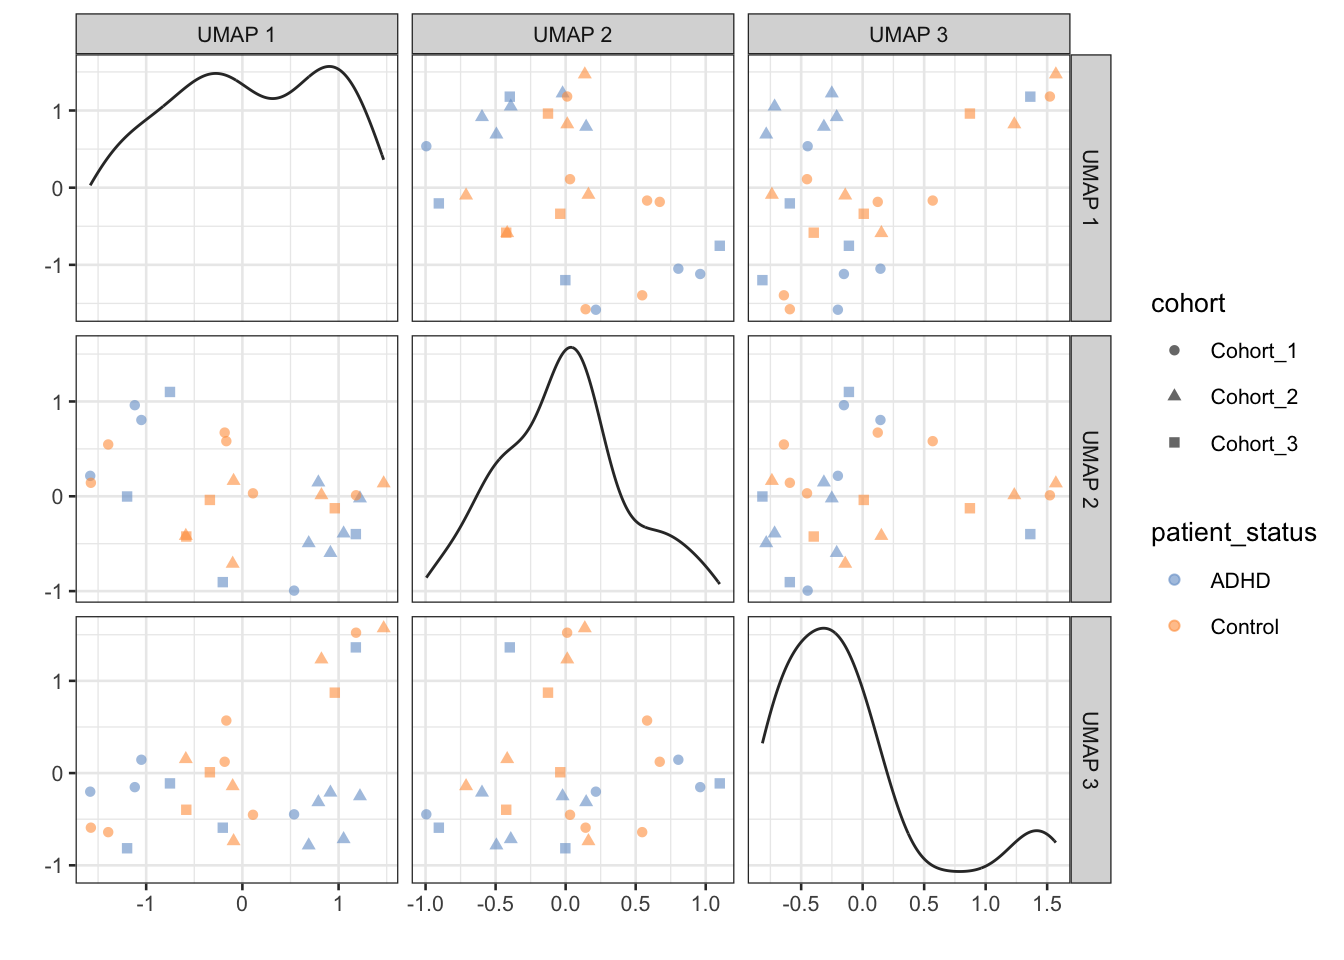 UMAP 1 UMAP 2 UMAP 3
1
0
-1
UMAP 1
1
0
-1
UMAP 2
1
0
-1
UMAP 3
-1 0 1
-1.0 -0.5 0.0 0.5 1.0
-0.5 0.0 0.5 1.0 1.5
cohort
Cohort_1
Cohort_2
Cohort_3
patient_status
ADHD
Control